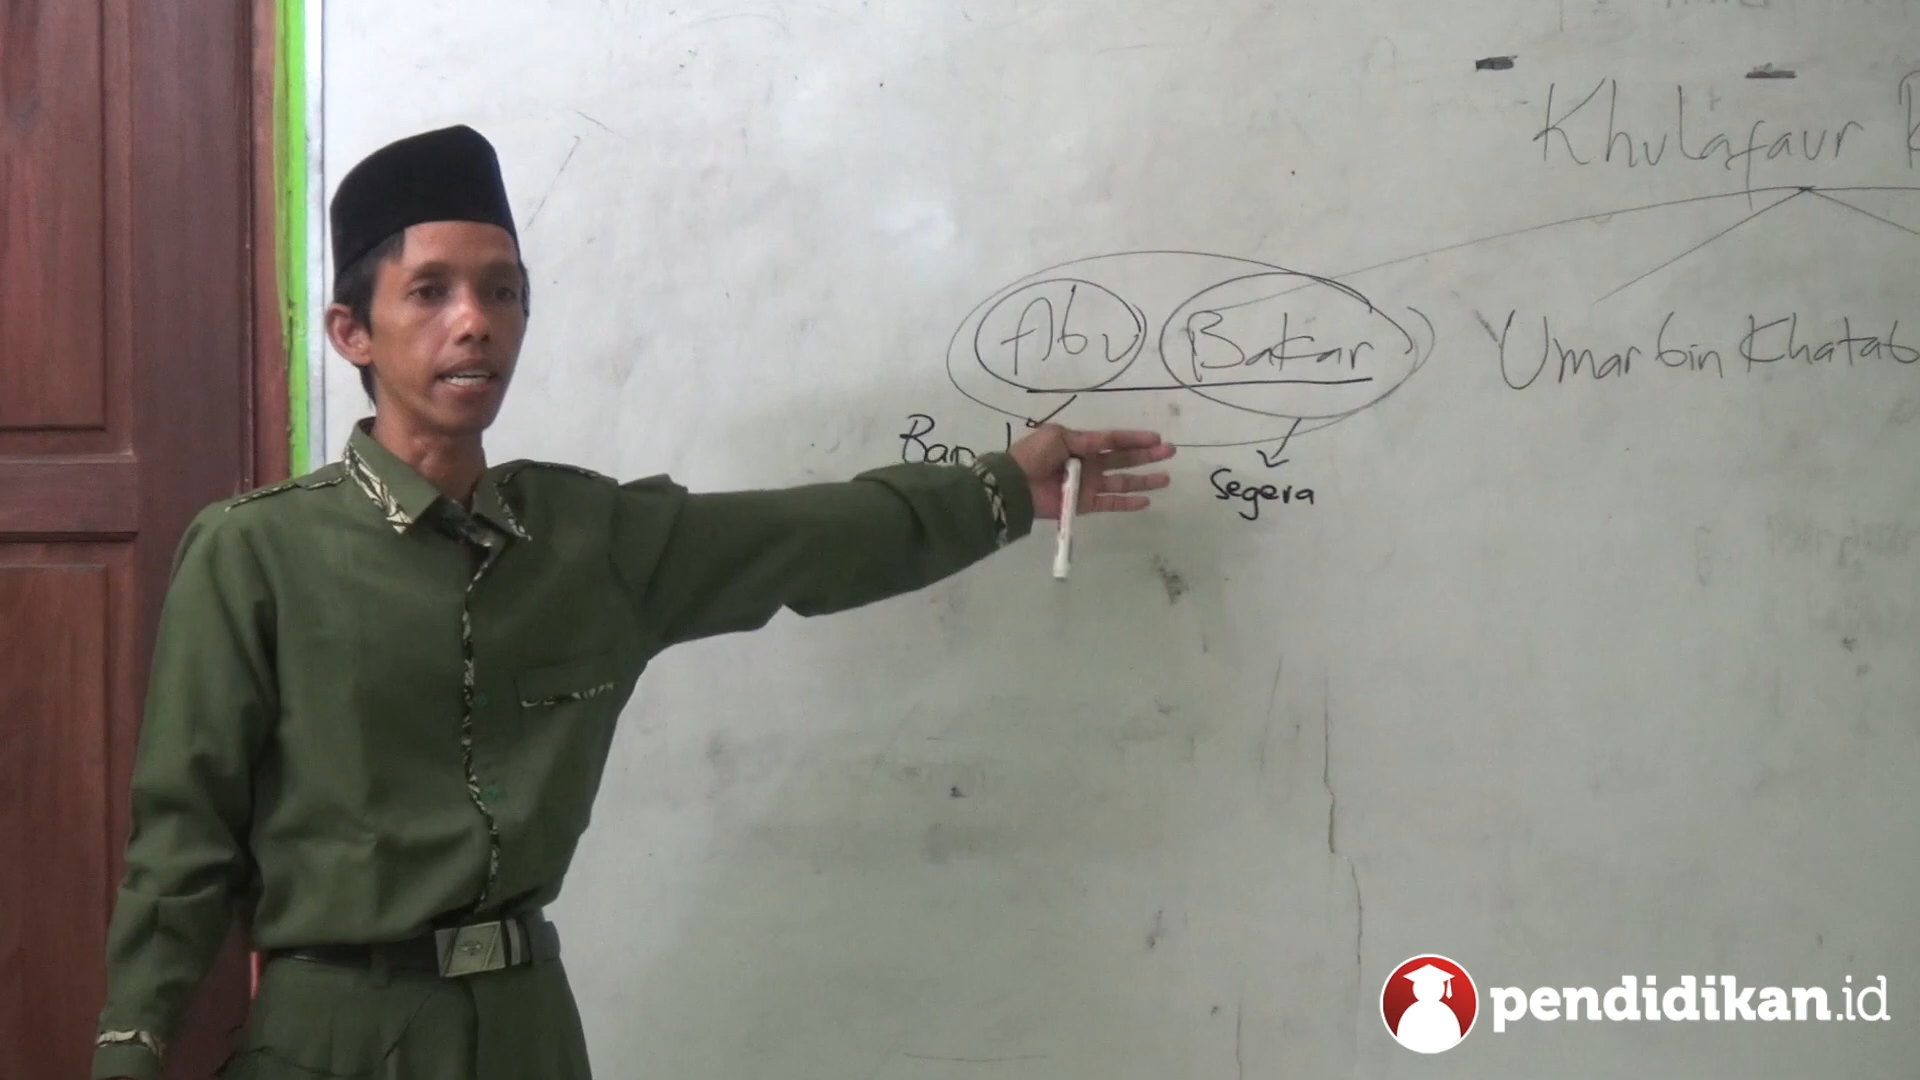 Khulafaur
Abu Bakar Umar bin Khatab
Segera
pendidikan.id